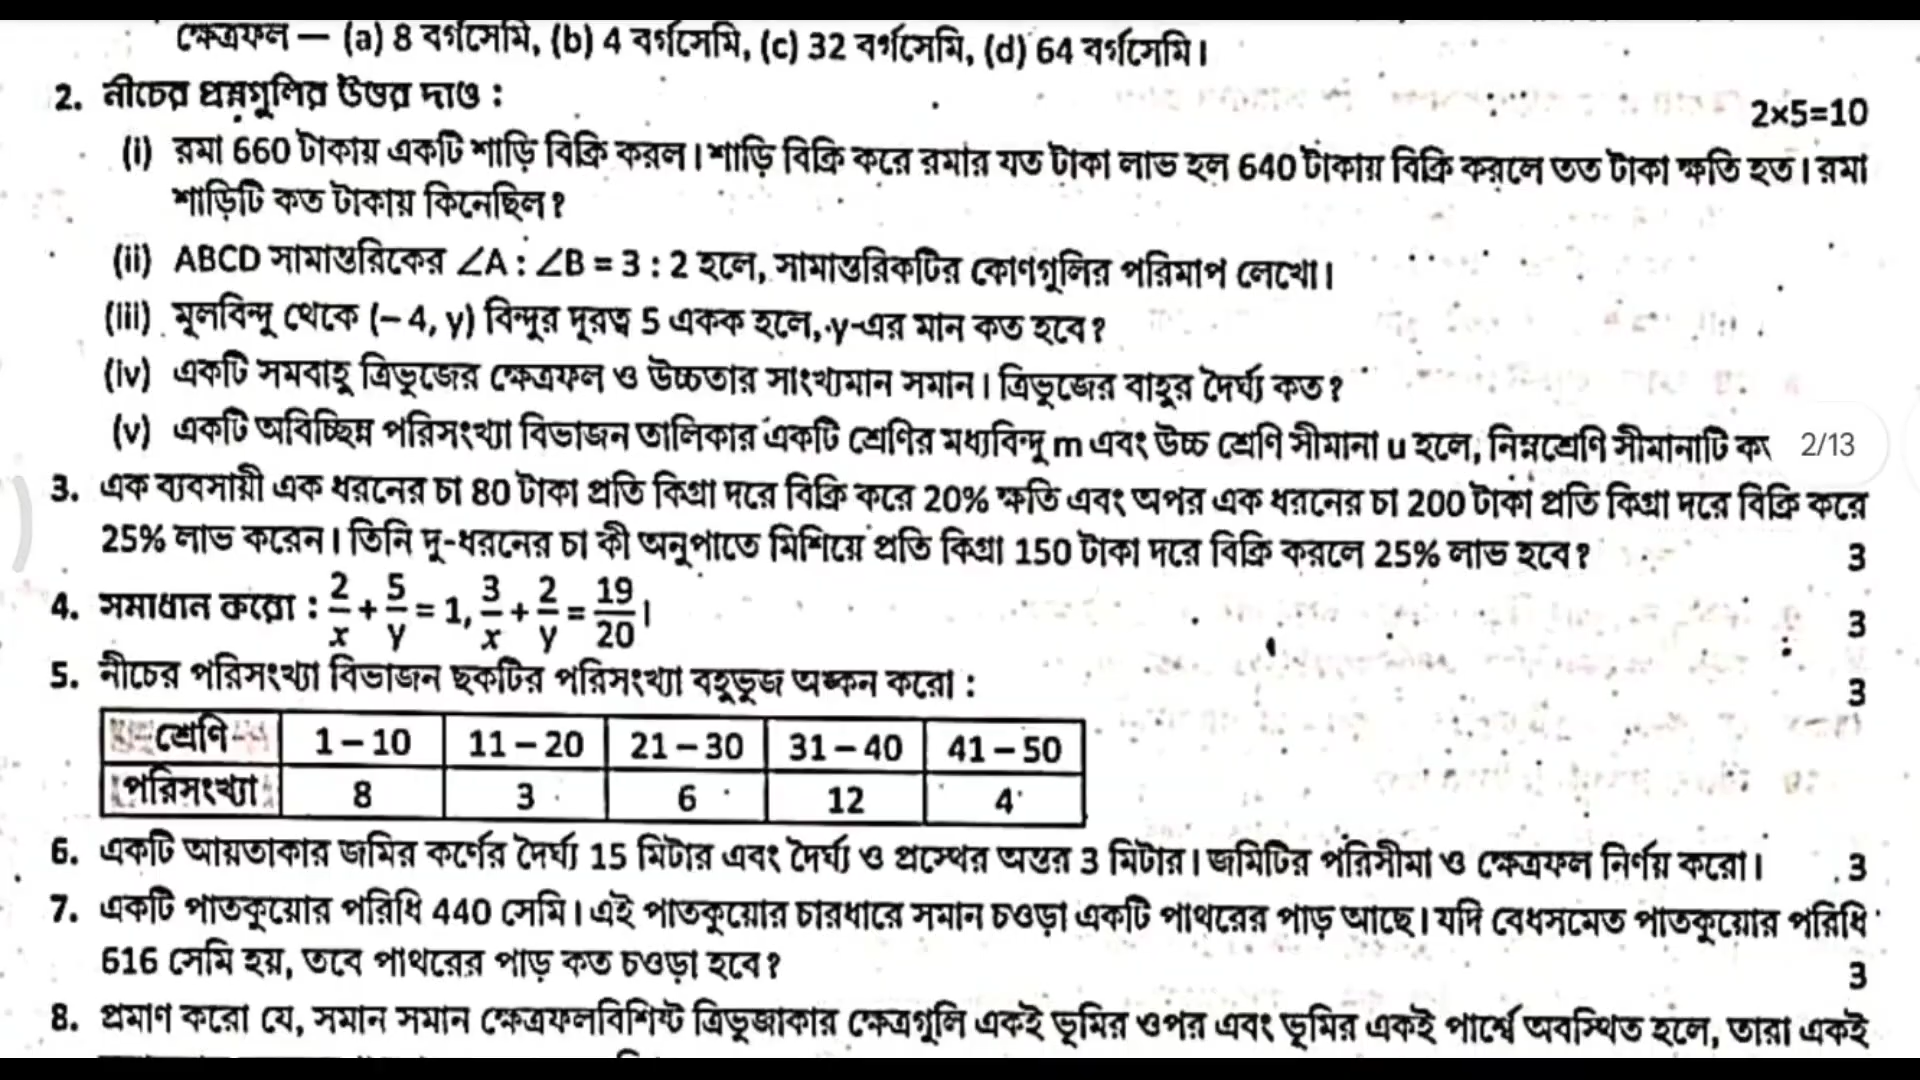 ক্ষেত্রফল — (a) 8 বর্গসেমি, (b) 4 বর্গসেমি, (c) 32 বর্গসেমি, (d) 64 বর্গসেমি।
2. নীচের প্রশ্নগুলির উত্তর দাও : 2×5=10
(i) রমা 660 টাকায় একটি শাড়ি বিক্রি করল। শাড়ি বিক্রি করে রমার যত টাকা লাভ হল 640 টাকায় বিক্রি করলে তত টাকা ক্ষতি হত। রমা
শাড়িটি কত টাকায় কিনেছিল?
(ii) ABCD সামান্তরিকের ∠A : ∠B = 3 : 2 হলে, সামান্তরিকটির কোণগুলির পরিমাপ লেখো।
(iii) মূলবিন্দু থেকে (– 4, y) বিন্দুর দূরত্ব 5 একক হলে, y-এর মান কত হবে?
(iv) একটি সমবাহু ত্রিভুজের ক্ষেত্রফল ও উচ্চতার সাংখ্যমান সমান। ত্রিভুজের বাহুর দৈর্ঘ্য কত?
(v) একটি অবিচ্ছিন্ন পরিসংখ্যা বিভাজন তালিকার একটি শ্রেণির মধ্যবিন্দু m এবং উচ্চ শ্রেণি সীমানা u হলে, নিম্নশ্রেণি সীমানাটি 2/13
3. এক ব্যবসায়ী এক ধরনের চা 80 টাকা প্রতি কিগ্রা দরে বিক্রি করে 20% ক্ষতি এবং অপর এক ধরনের চা 200 টাকা প্রতি কিগ্রা দরে বিক্রি করে
25% লাভ করেন। তিনি দু-ধরনের চা কী অনুপাতে মিশিয়ে প্রতি কিগ্রা 150 টাকা দরে বিক্রি করলে 25% লাভ হবে? 3
4. সমাধান করো : 2/x + 5/y = 1, 3/x + 2/y = 19/20। 3
5. নীচের পরিসংখ্যা বিভাজন ছকটির পরিসংখ্যা বহুভুজ অঙ্কন করো : 3
শ্রেণি 1 – 10 11 – 20 21 – 30 31 – 40 41 – 50
পরিসংখ্যা 8 3 6 12 4
6. একটি আয়তাকার জমির কর্ণের দৈর্ঘ্য 15 মিটার এবং দৈর্ঘ্য ও প্রস্থের অন্তর 3 মিটার। জমিটির পরিসীমা ও ক্ষেত্রফল নির্ণয় করো। 3
7. একটি পাতকুয়োর পরিধি 440 সেমি। এই পাতকুয়োর চারধারে সমান চওড়া একটি পাথরের পাড় আছে। যদি বেধসমেত পাতকুয়োর পরিধি
616 সেমি হয়, তবে পাথরের পাড় কত চওড়া হবে? 3
8. প্রমাণ করো যে, সমান সমান ক্ষেত্রফলবিশিষ্ট ত্রিভুজাকার ক্ষেত্রগুলি একই ভূমির ওপর এবং ভূমির একই পার্শ্বে অবস্থিত হলে, তারা একই